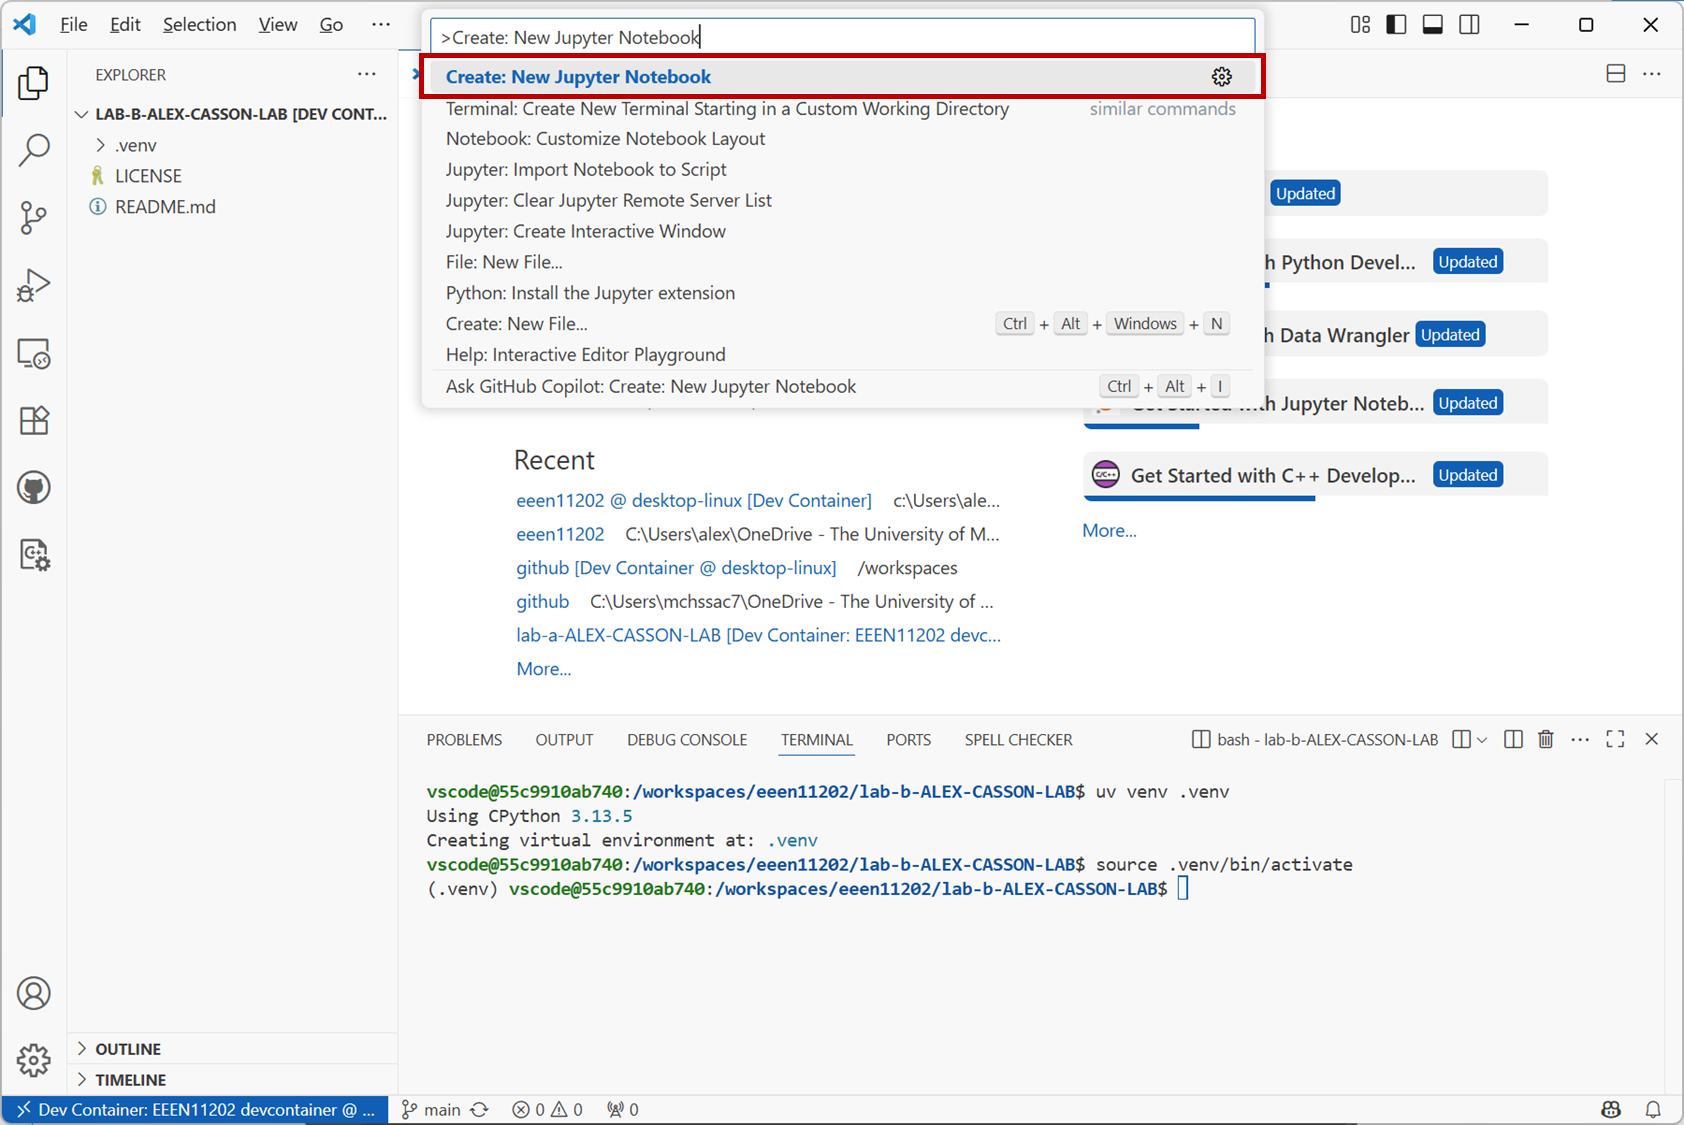 File Edit Selection View Go ···
>Create: New Jupyter Notebook
Create: New Jupyter Notebook
Terminal: Create New Terminal Starting in a Custom Working Directory similar commands
Notebook: Customize Notebook Layout
Jupyter: Import Notebook to Script
Jupyter: Clear Jupyter Remote Server List
Jupyter: Create Interactive Window
File: New File...
Python: Install the Jupyter extension
Create: New File... Ctrl + Alt + Windows + N
Help: Interactive Editor Playground
Ask GitHub Copilot: Create: New Jupyter Notebook Ctrl + Alt + I
EXPLORER ···
LAB-B-ALEX-CASSON-LAB [DEV CONT...
.venv
LICENSE
README.md
OUTLINE
TIMELINE
Updated
h Python Devel... Updated
h Data Wrangler Updated
Get Started with Jupyter Noteb... Updated
C/C++ Get Started with C++ Develop... Updated
More...
Recent
eeen11202 @ desktop-linux [Dev Container] c:\Users\ale...
eeen11202 C:\Users\alex\OneDrive - The University of M...
github [Dev Container @ desktop-linux] /workspaces
github C:\Users\mchssac7\OneDrive - The University of ...
lab-a-ALEX-CASSON-LAB [Dev Container: EEEN11202 devc...
More...
PROBLEMS OUTPUT DEBUG CONSOLE TERMINAL PORTS SPELL CHECKER bash - lab-b-ALEX-CASSON-LAB
vscode@55c9910ab740:/workspaces/eeen11202/lab-b-ALEX-CASSON-LAB$ uv venv .venv
Using CPython 3.13.5
Creating virtual environment at: .venv
vscode@55c9910ab740:/workspaces/eeen11202/lab-b-ALEX-CASSON-LAB$ source .venv/bin/activate
(.venv) vscode@55c9910ab740:/workspaces/eeen11202/lab-b-ALEX-CASSON-LAB$
Dev Container: EEEN11202 devcontainer @ ... main 0 0 0